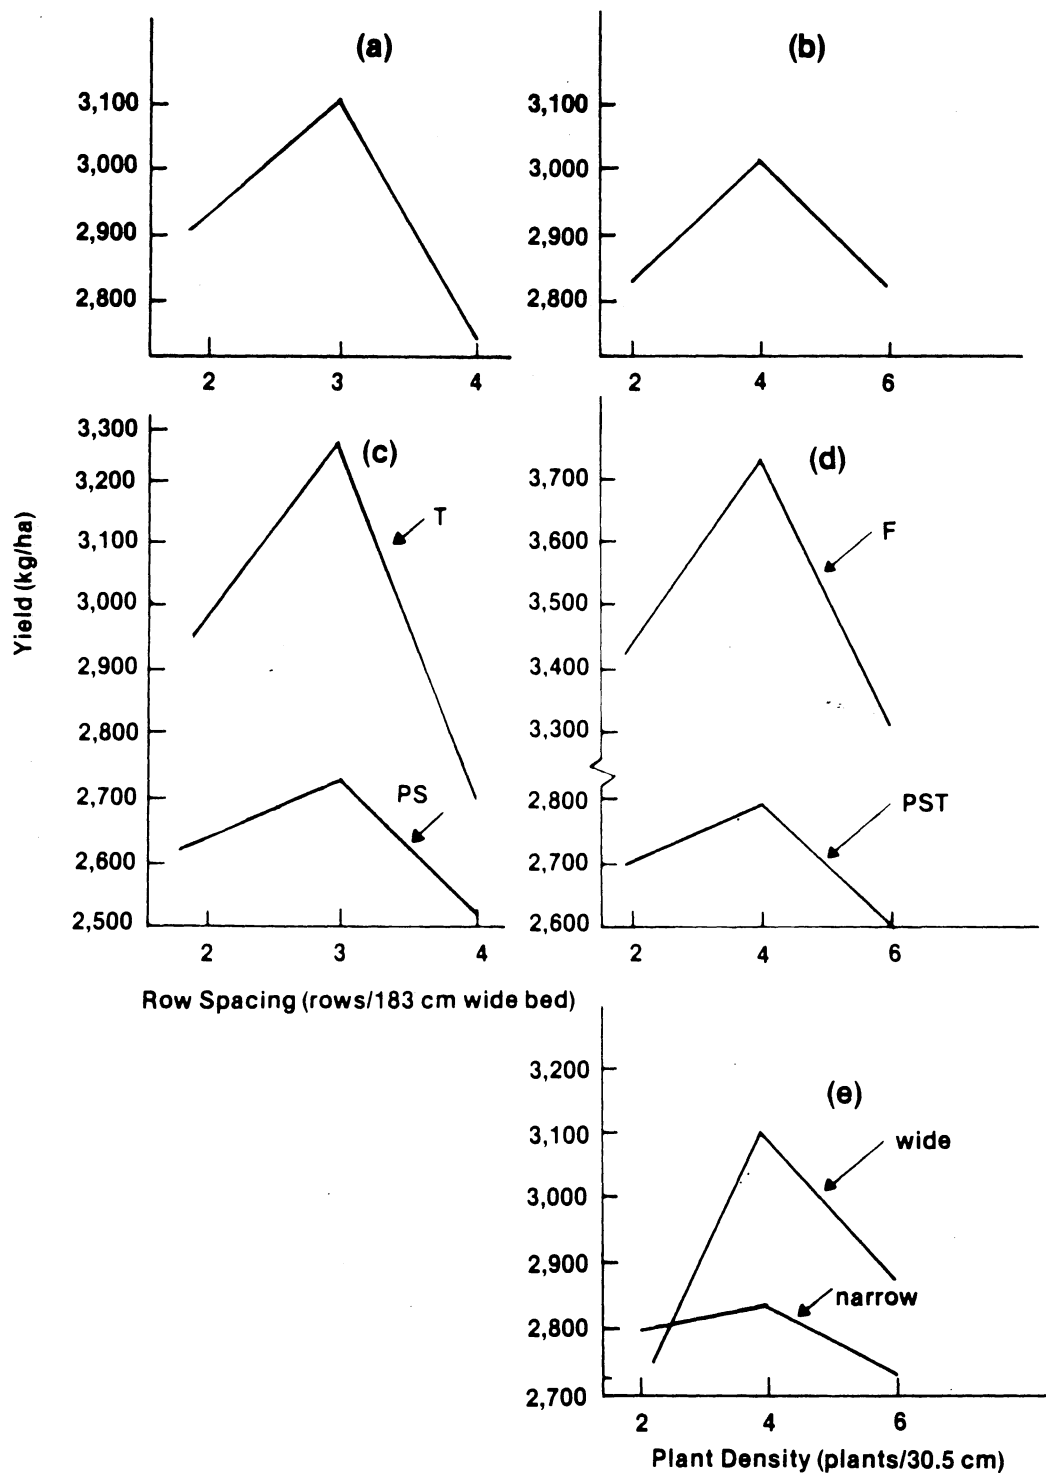 (a)
3,100
3,000
2,900
2,800
2 3 4
(b)
3,100
3,000
2,900
2,800
2 4 6
Yield (kg/ha)
(c)
3,300
3,200
3,100
3,000
2,900
2,800
2,700
2,600
2,500
T
PS
2 3 4
Row Spacing (rows/183 cm wide bed)
(d)
3,700
3,600
3,500
3,400
3,300
2,800
2,700
2,600
F
PST
2 4 6
(e)
3,200
3,100
3,000
2,900
2,800
2,700
wide
narrow
2 4 6
Plant Density (plants/30.5 cm)